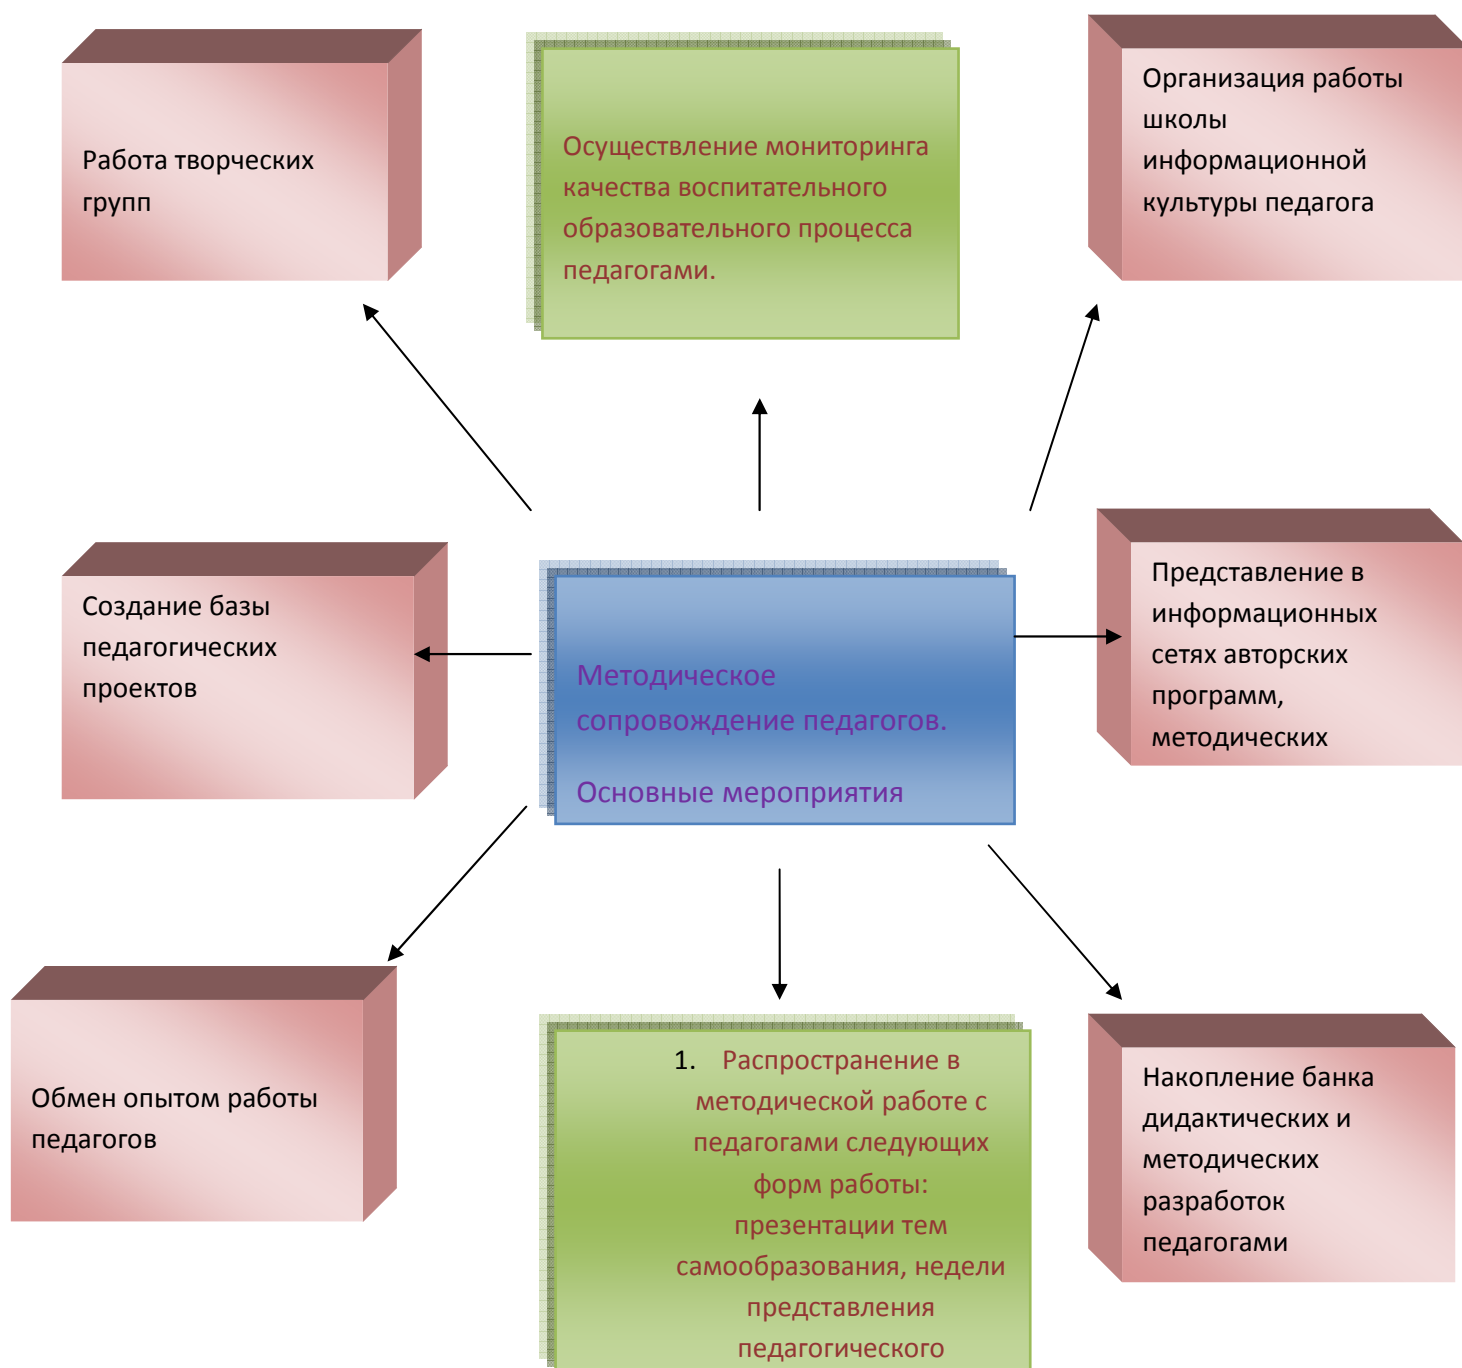 Работа творческих
групп
Осуществление мониторинга
качества воспитательного
образовательного процесса
педагогами.
Организация работы
школы
информационной
культуры педагога
Создание базы
педагогических
проектов
Методическое
сопровождение педагогов.
Основные мероприятия
Представление в
информационных
сетях авторских
программ,
методических
Обмен опытом работы
педагогов
1. Распространение в
методической работе с
педагогами следующих
форм работы:
презентации тем
самообразования, недели
представления
педагогического
Накопление банка
дидактических и
методических
разработок
педагогами